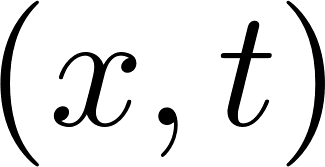 (x, t)